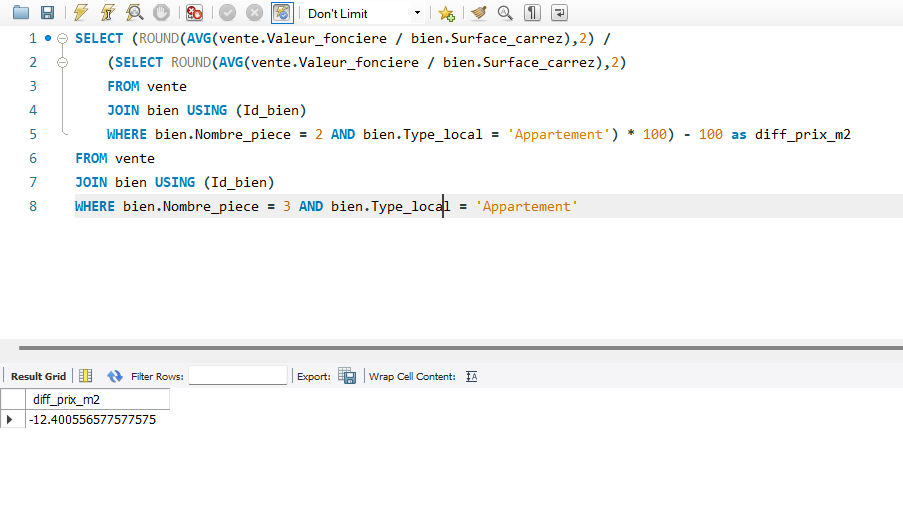 Don't Limit
1 SELECT (ROUND(AVG(vente.Valeur_fonciere / bien.Surface_carrez),2) /
2 (SELECT ROUND(AVG(vente.Valeur_fonciere / bien.Surface_carrez),2)
3 FROM vente
4 JOIN bien USING (Id_bien)
5 WHERE bien.Nombre_piece = 2 AND bien.Type_local = 'Appartement') * 100) - 100 as diff_prix_m2
6 FROM vente
7 JOIN bien USING (Id_bien)
8 WHERE bien.Nombre_piece = 3 AND bien.Type_local = 'Appartement'
Result Grid Filter Rows: Export: Wrap Cell Content:
diff_prix_m2
-12.400556577577575